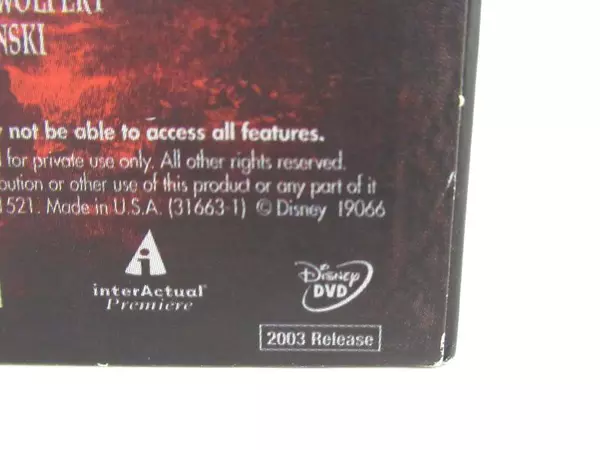 WOLPERT
NSKI
not be able to access all features.
for private use only. All other rights reserved.
bution or other use of this product or any part of it
1521. Made in U.S.A. (31663-1) © Disney 19066
i
interActual
Premiere
Disney
DVD
2003 Release